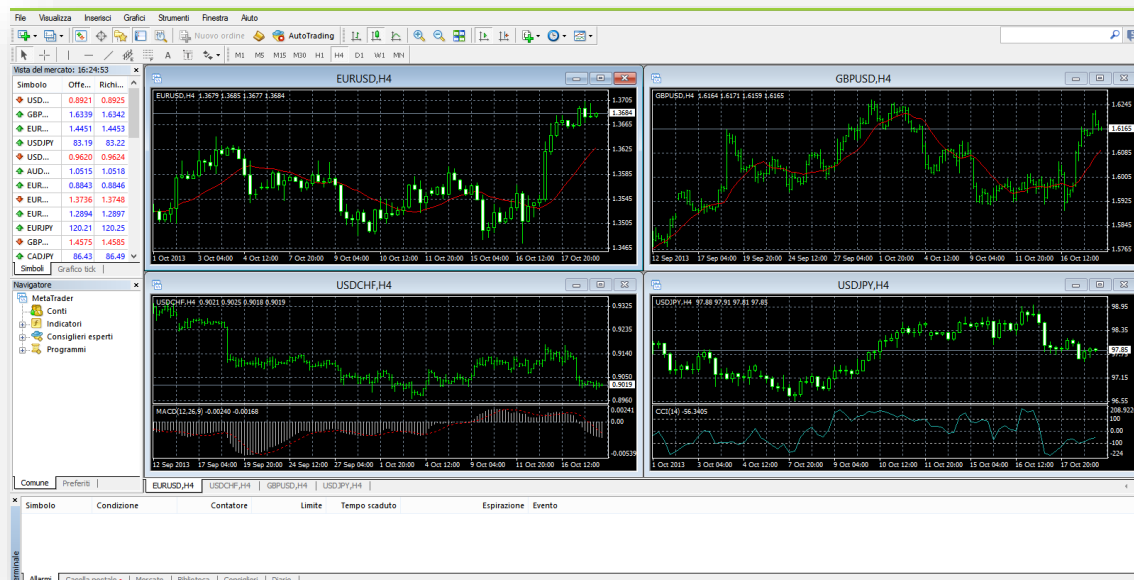 File Visualizza Inserisci Grafici Strumenti Finestra Aiuto
Nuovo ordine AutoTrading
A T M1 M5 M15 M30 H1 H4 D1 W1 MN
Vista del mercato: 16:24:53
Simbolo Offe... Richi...
USD... 0.8921 0.8925
GBP... 1.6339 1.6342
EUR... 1.4451 1.4453
USDJPY 83.19 83.22
USD... 0.9620 0.9624
AUD... 1.0515 1.0518
EUR... 0.8843 0.8846
EUR... 1.3736 1.3748
EUR... 1.2894 1.2897
EURJPY 120.21 120.25
GBP... 1.4575 1.4585
CADJPY 86.43 86.49
Simboli Grafico tick
Navigatore
MetaTrader
Conti
Indicatori
Consiglieri esperti
Programmi
Comune Preferiti
EURUSD,H4
EURUSD,H4 1.3679 1.3685 1.3677 1.3684
1.3705
1.3684
1.3665
1.3625
1.3585
1.3545
1.3505
1.3465
1 Oct 2013 3 Oct 04:00 4 Oct 12:00 7 Oct 20:00 9 Oct 04:00 10 Oct 12:00 11 Oct 20:00 15 Oct 04:00 16 Oct 12:00 17 Oct 20:00
GBPUSD,H4
GBPUSD,H4 1.6164 1.6171 1.6159 1.6165
1.6245
1.6165
1.6085
1.6005
1.5925
1.5845
1.5765
12 Sep 2013 17 Sep 04:00 19 Sep 20:00 24 Sep 12:00 27 Sep 04:00 1 Oct 20:00 4 Oct 12:00 9 Oct 04:00 11 Oct 20:00 16 Oct 12:00
USDCHF,H4
USDCHF,H4 0.9021 0.9025 0.9018 0.9019
0.9325
0.9235
0.9140
0.9050
0.9019
0.8960
MACD(12,26,9) -0.00240 -0.00168
0.00241
0.00
-0.00539
12 Sep 2013 17 Sep 04:00 19 Sep 20:00 24 Sep 12:00 27 Sep 04:00 1 Oct 20:00 4 Oct 12:00 9 Oct 04:00 11 Oct 20:00 16 Oct 12:00
USDJPY,H4
USDJPY,H4 97.88 97.91 97.81 97.85
98.95
98.35
97.85
97.75
97.15
96.55
CCI(14) -56.3405
208.922
100
0.00
-100
-224
1 Oct 2013 3 Oct 04:00 4 Oct 12:00 7 Oct 20:00 9 Oct 04:00 10 Oct 12:00 11 Oct 20:00 15 Oct 04:00 16 Oct 12:00 17 Oct 20:00
EURUSD,H4 USDCHF,H4 GBPUSD,H4 USDJPY,H4
Simbolo Condizione Contatore Limite Tempo scaduto Espirazione Evento
Allarmi Casella postale Mercato Biblioteca Consiglieri Diario